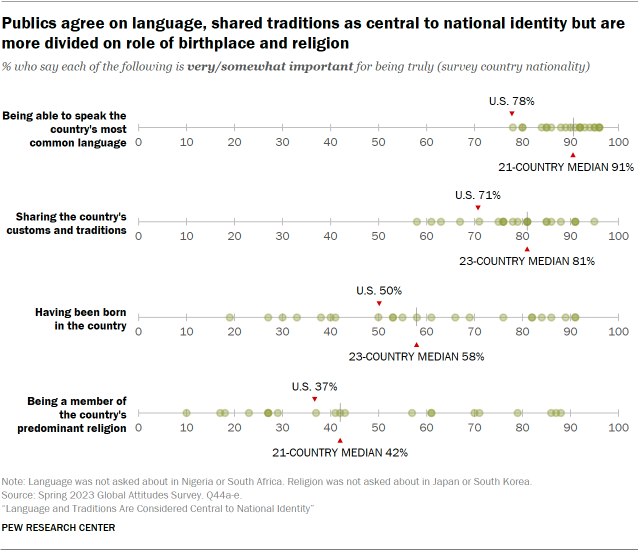 Publics agree on language, shared traditions as central to national identity but are
more divided on role of birthplace and religion
% who say each of the following is very/somewhat important for being truly (survey country nationality)
U.S. 78%
Being able to speak the
country's most
common language
0 10 20 30 40 50 60 70 80 90 100
21-COUNTRY MEDIAN 91%
U.S. 71%
Sharing the country's
customs and traditions
0 10 20 30 40 50 60 70 80 90 100
23-COUNTRY MEDIAN 81%
U.S. 50%
Having been born
in the country
0 10 20 30 40 50 60 70 80 90 100
23-COUNTRY MEDIAN 58%
U.S. 37%
Being a member of
the country's
predominant religion
0 10 20 30 40 50 60 70 80 90 100
21-COUNTRY MEDIAN 42%
Note: Language was not asked about in Nigeria or South Africa. Religion was not asked about in Japan or South Korea.
Source: Spring 2023 Global Attitudes Survey. Q44a-e.
"Language and Traditions Are Considered Central to National Identity"
PEW RESEARCH CENTER